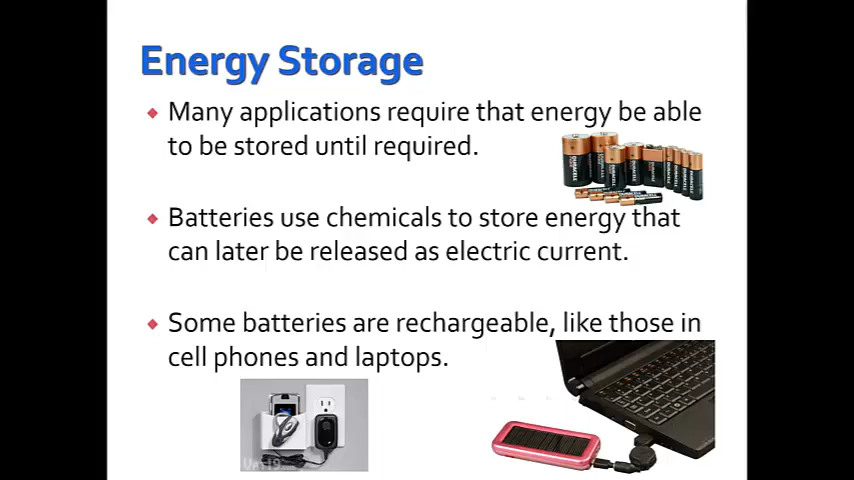 Energy Storage
Many applications require that energy be able
to be stored until required.
DURACELL
Batteries use chemicals to store energy that
can later be released as electric current.
Some batteries are rechargeable, like those in
cell phones and laptops.